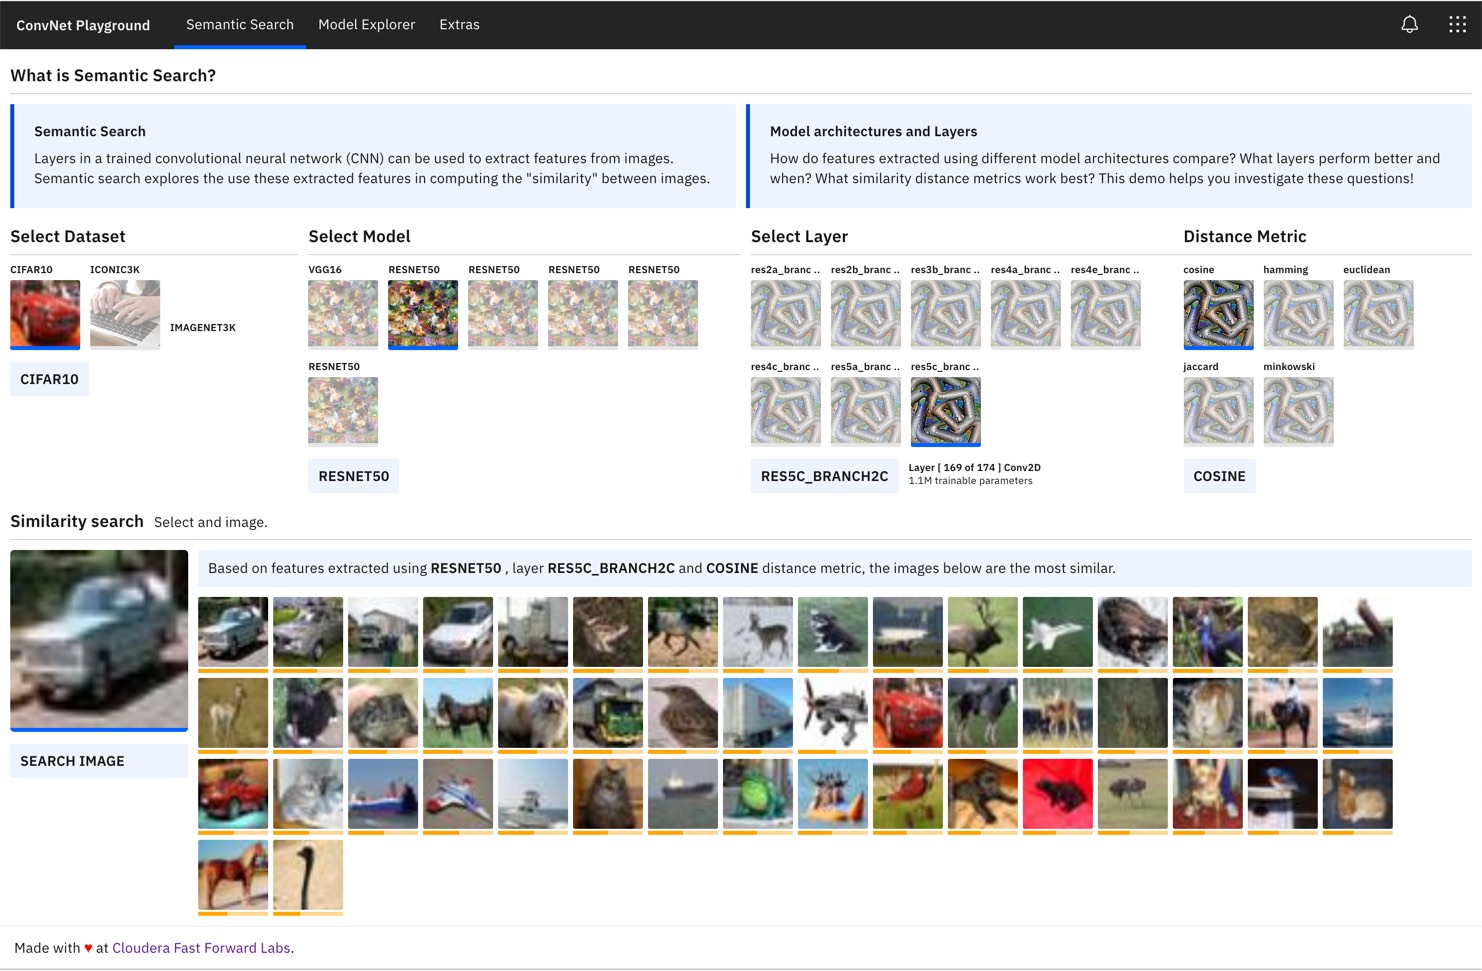 ConvNet Playground
Semantic Search
Model Explorer
Extras
What is Semantic Search?
Semantic Search
Layers in a trained convolutional neural network (CNN) can be used to extract features from images.
Semantic search explores the use these extracted features in computing the "similarity" between images.
Model architectures and Layers
How do features extracted using different model architectures compare? What layers perform better and
when? What similarity distance metrics work best? This demo helps you investigate these questions!
Select Dataset
CIFAR10
ICONIC3K
IMAGENET3K
CIFAR10
Select Model
VGG16
RESNET50
RESNET50
RESNET50
RESNET50
RESNET50
RESNET50
Select Layer
res2a_branc ..
res2b_branc ..
res3b_branc ..
res4a_branc ..
res4e_branc ..
res4c_branc ..
res5a_branc ..
res5c_branc ..
RES5C_BRANCH2C
Layer [ 169 of 174 ] Conv2D
1.1M trainable parameters
Distance Metric
cosine
hamming
euclidean
jaccard
minkowski
COSINE
Similarity search Select and image.
SEARCH IMAGE
Based on features extracted using RESNET50 , layer RES5C_BRANCH2C and COSINE distance metric, the images below are the most similar.
Made with ♥ at Cloudera Fast Forward Labs.